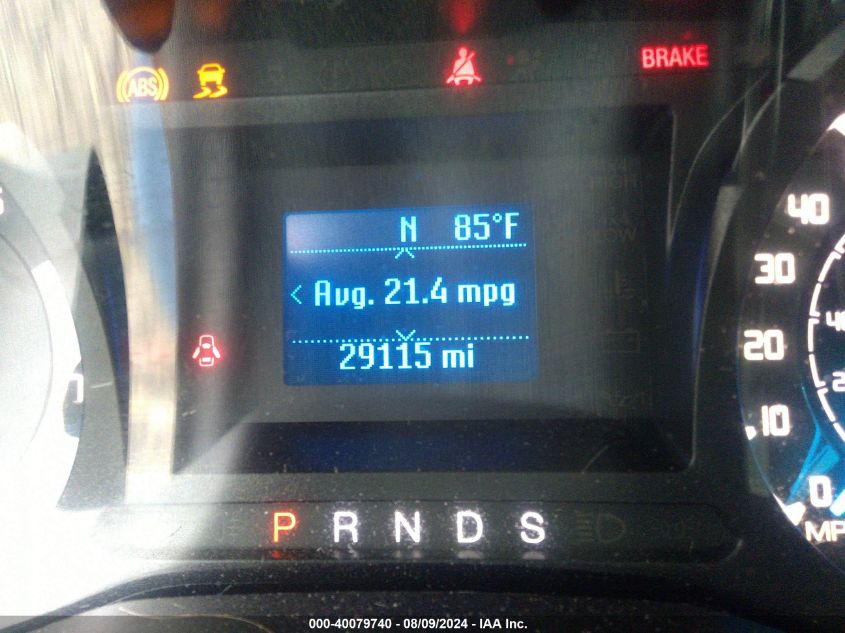 ABS
BRAKE
N 85°F
< Avg. 21.4 mpg
29115 mi
40
30
20
10
0
MP
P R N D S
000-40079740 - 08/09/2024 - IAA Inc.